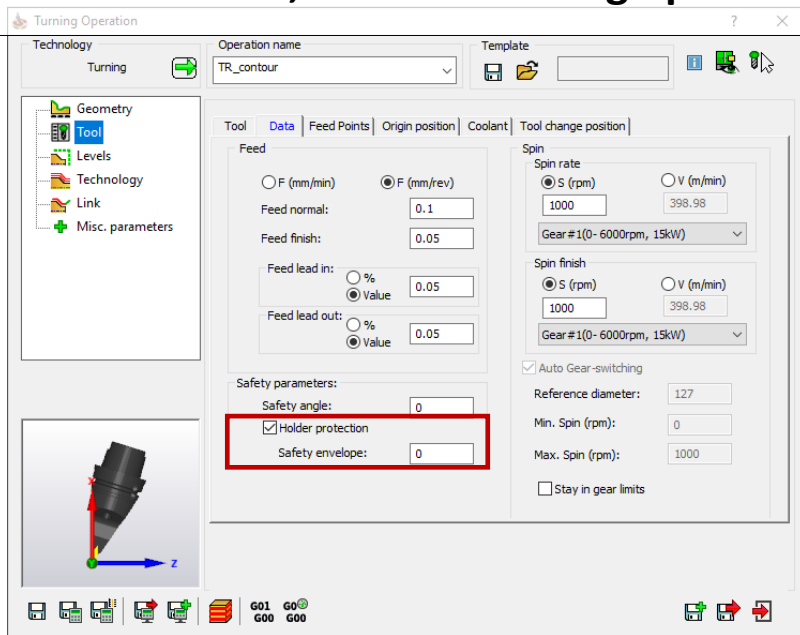 Turning Operation
?
Technology
Turning
Operation name
TR_contour
Template
Geometry
Tool
Levels
Technology
Link
Misc. parameters
Tool Data Feed Points Origin position Coolant Tool change position
Feed
F (mm/min) F (mm/rev)
Feed normal: 0.1
Feed finish: 0.05
Feed lead in: % Value 0.05
Feed lead out: % Value 0.05
Safety parameters:
Safety angle: 0
Holder protection
Safety envelope: 0
Spin
Spin rate
S (rpm) V (m/min)
1000 398.98
Gear#1(0- 6000rpm, 15kW)
Spin finish
S (rpm) V (m/min)
1000 398.98
Gear#1(0- 6000rpm, 15kW)
Auto Gear-switching
Reference diameter: 127
Min. Spin (rpm): 0
Max. Spin (rpm): 1000
Stay in gear limits
X
Z
G01 G00
G00 G00